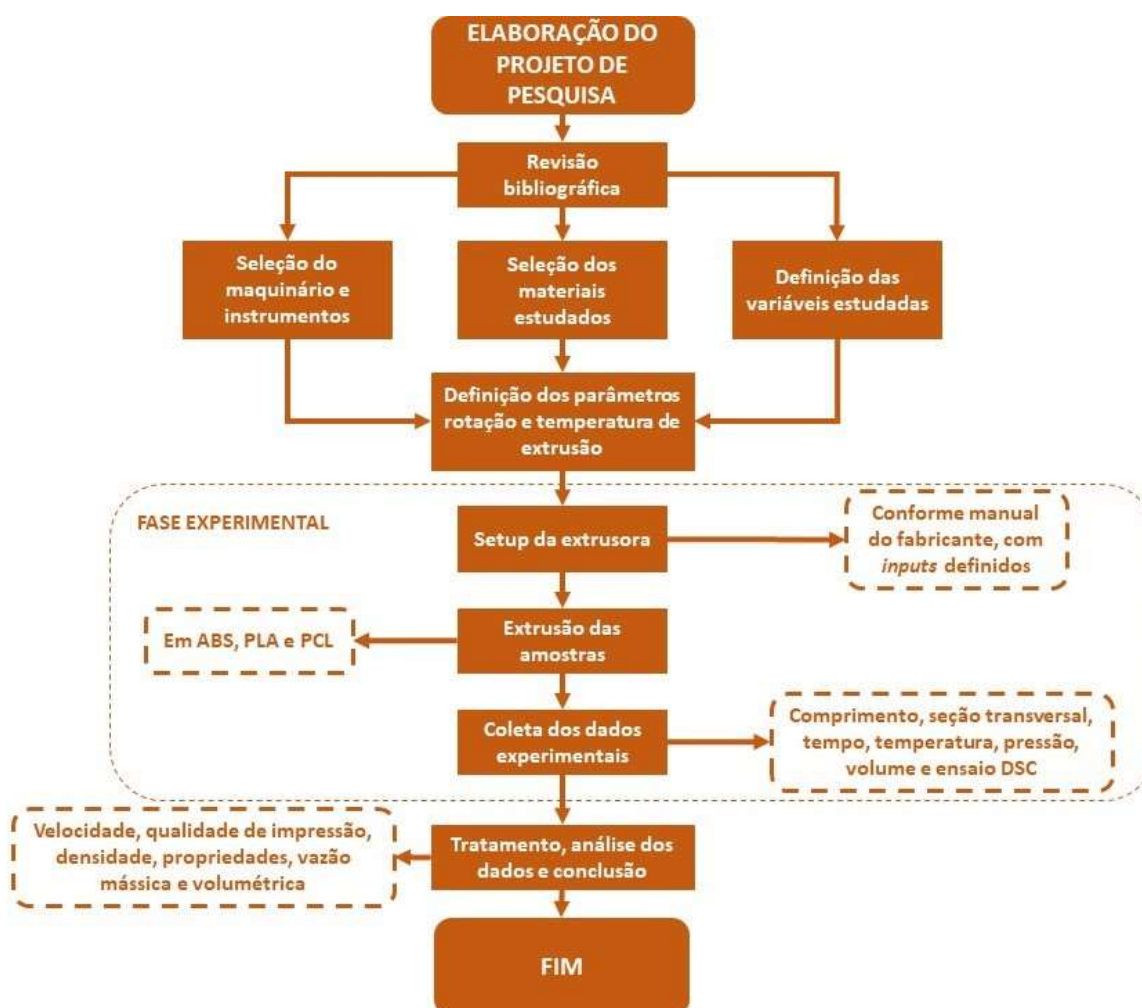 ELABORAÇÃO DO
PROJETO DE
PESQUISA
Revisão
bibliográfica
Seleção do
maquinário e
instrumentos
Seleção dos
materiais
estudados
Definição das
variáveis estudadas
Definição dos parâmetros
rotação e temperatura de
extrusão
FASE EXPERIMENTAL
Setup da extrusora
Conforme manual
do fabricante, com
inputs definidos
Em ABS, PLA e PCL
Extrusão das
amostras
Coleta dos dados
experimentais
Comprimento, seção transversal,
tempo, temperatura, pressão,
volume e ensaio DSC
Velocidade, qualidade de impressão,
densidade, propriedades, vazão
mássica e volumétrica
Tratamento, análise dos
dados e conclusão
FIM